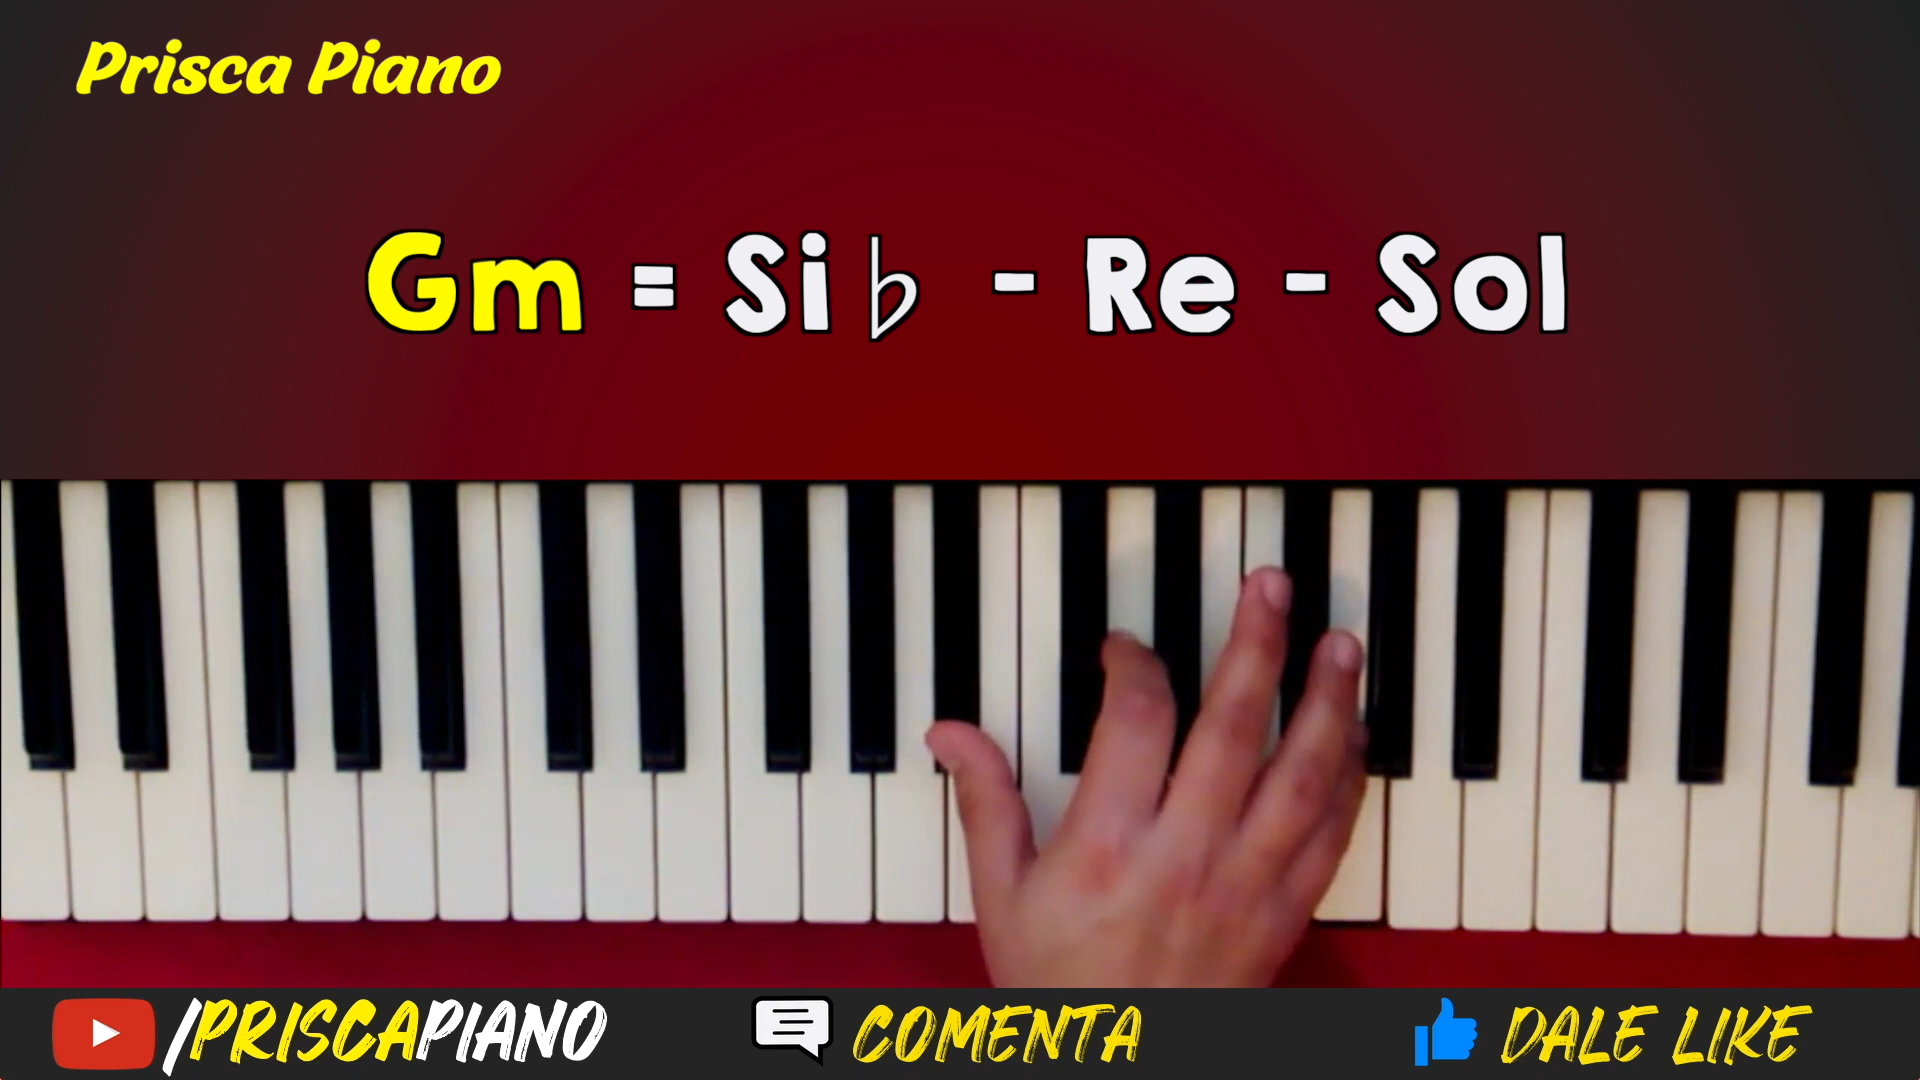 Prisca Piano
Gm = Si♭ - Re - Sol
/PRISCAPIANO
COMENTA
DALE LIKE